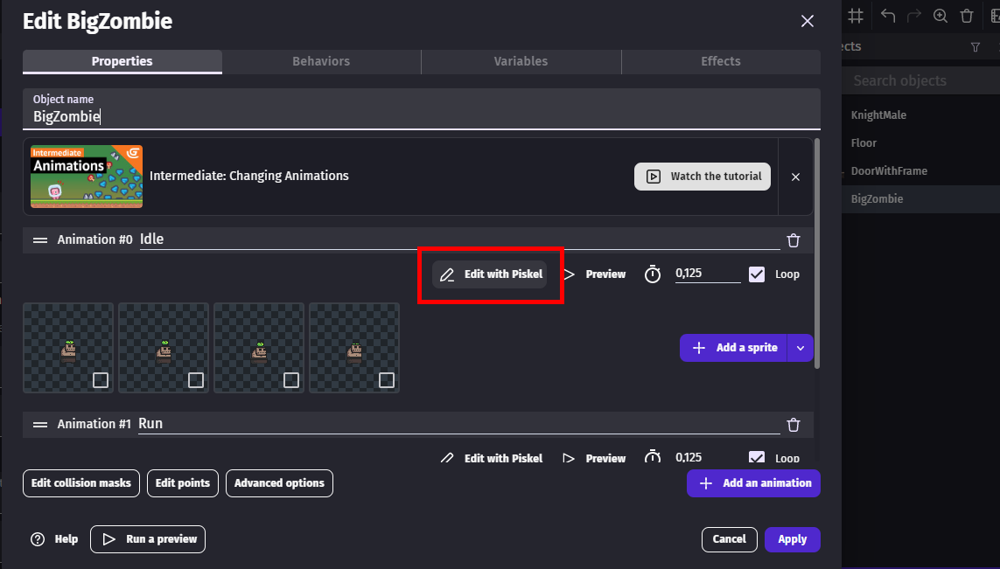 Edit BigZombie
Properties
Behaviors
Variables
Effects
Object name
BigZombie
Intermediate
Animations
Intermediate: Changing Animations
Watch the tutorial
Animation #0 Idle
Edit with Piskel
Preview
0,125
Loop
Add a sprite
Animation #1 Run
Edit with Piskel
Preview
0,125
Loop
Edit collision masks
Edit points
Advanced options
Add an animation
Help
Run a preview
Cancel
Apply
ects
Search objects
KnightMale
Floor
DoorWithFrame
BigZombie